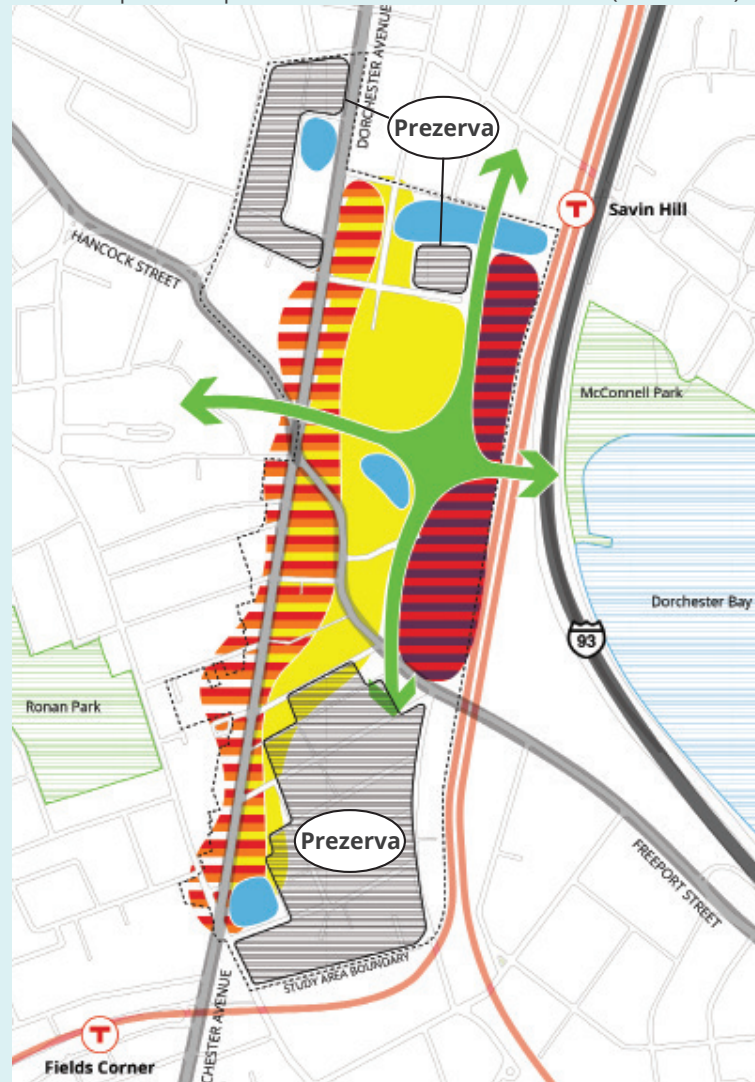 DORCHESTER AVENUE
Prezerva
T Savin Hill
HANCOCK STREET
McConnell Park
Dorchester Bay
93
Ronan Park
Prezerva
FREEPORT STREET
STUDY AREA BOUNDARY
CHESTER AVENUE
T
Fields Corner